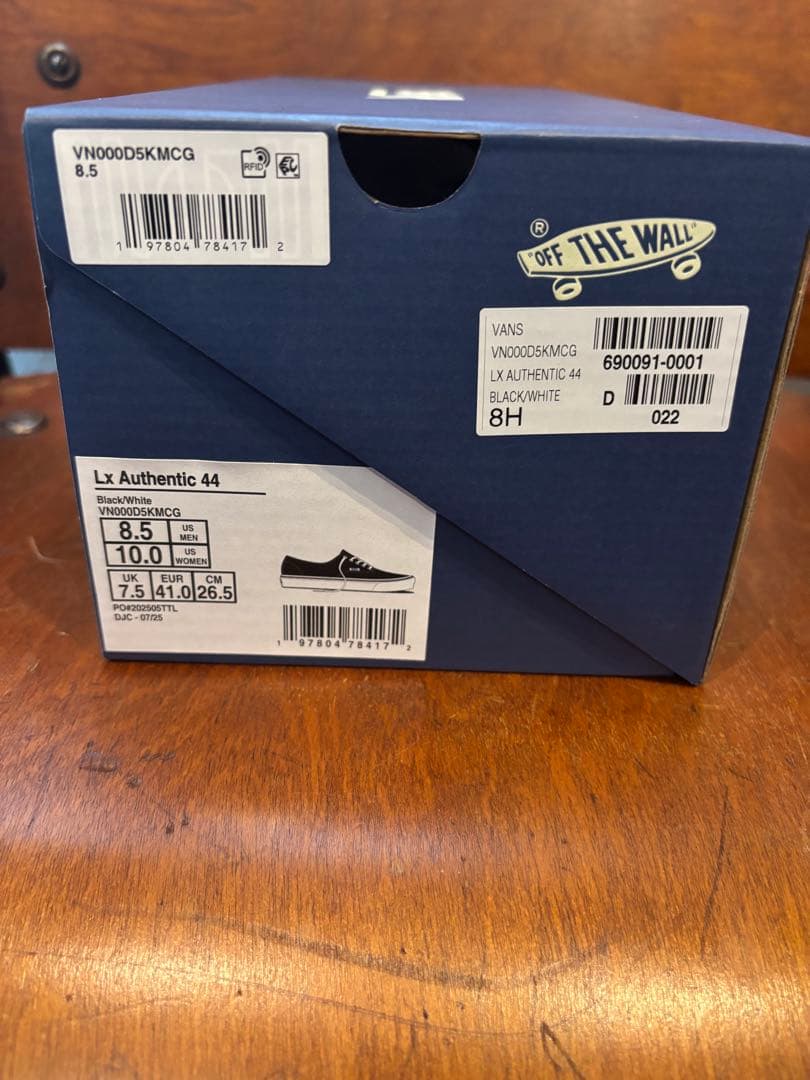 VN000D5KMCG
8.5
RFID
1 97804 78417 2
®
"OFF THE WALL"
VANS
VN000D5KMCG
LX AUTHENTIC 44
BLACK/WHITE
8H
690091-0001
D
022
Lx Authentic 44
Black/White
VN000D5KMCG
8.5 US MEN
10.0 US WOMEN
UK EUR CM
7.5 41.0 26.5
PO#202505TTL
DJC - 07/25
1 97804 78417 2